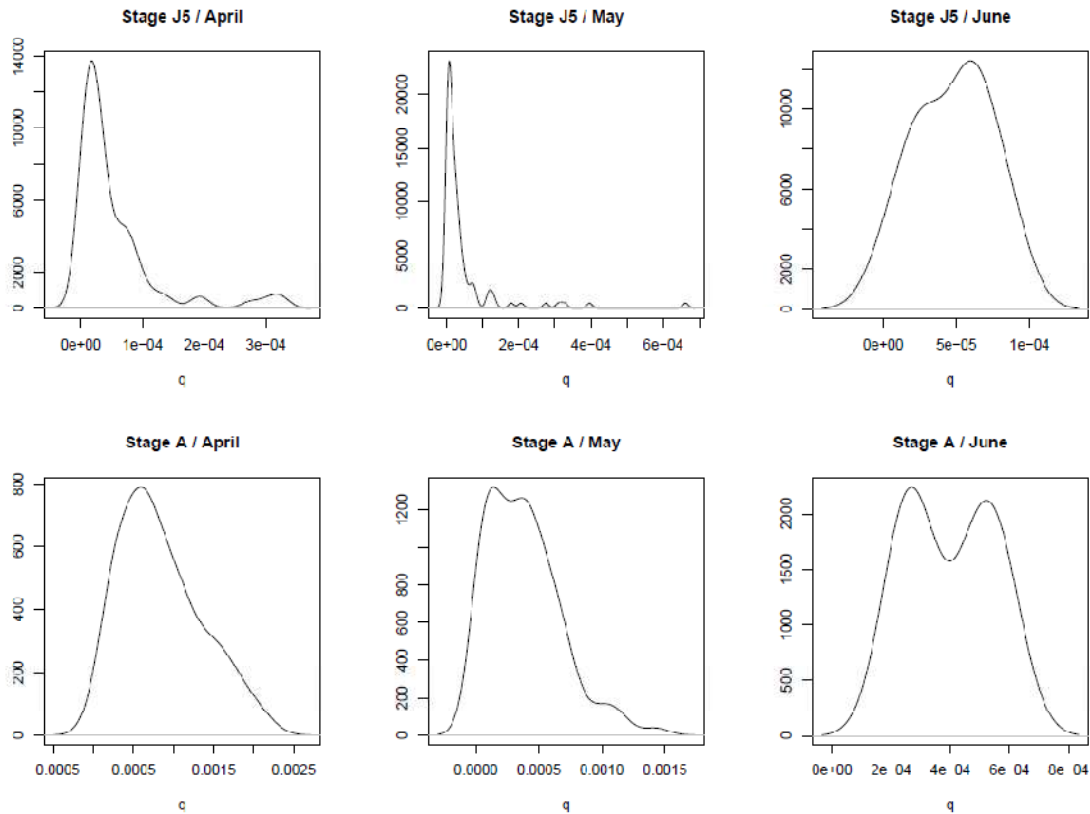 Stage J5 / April
14000
10000
6000
2000
0
0e+00 1e-04 2e-04 3e-04
q
Stage J5 / May
20000
15000
10000
5000
0
0e+00 2e-04 4e-04 6e-04
q
Stage J5 / June
10000
6000
2000
0
0e+00 5e-05 1e-04
q
Stage A / April
800
600
400
200
0
0.0005 0.0005 0.0015 0.0025
q
Stage A / May
1200
800
600
400
200
0
0.0000 0.0005 0.0010 0.0015
q
Stage A / June
2000
1500
1000
500
0
0e+00 2e-04 4e-04 6e-04 8e-04
q